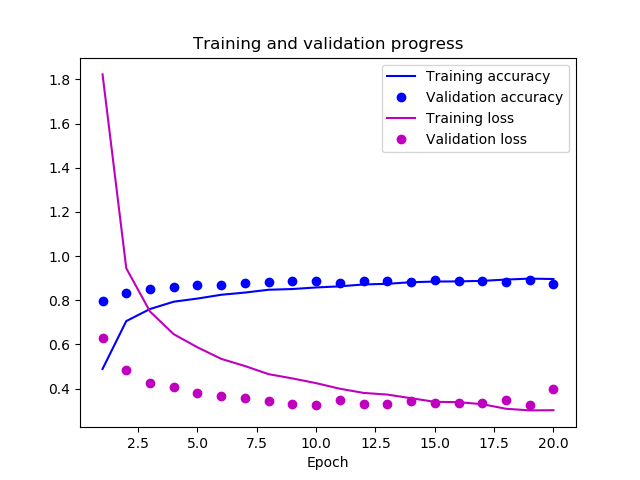 Training and validation progress
1.8
1.6
1.4
1.2
1.0
0.8
0.6
0.4
Training accuracy
Validation accuracy
Training loss
Validation loss
2.5 5.0 7.5 10.0 12.5 15.0 17.5 20.0
Epoch